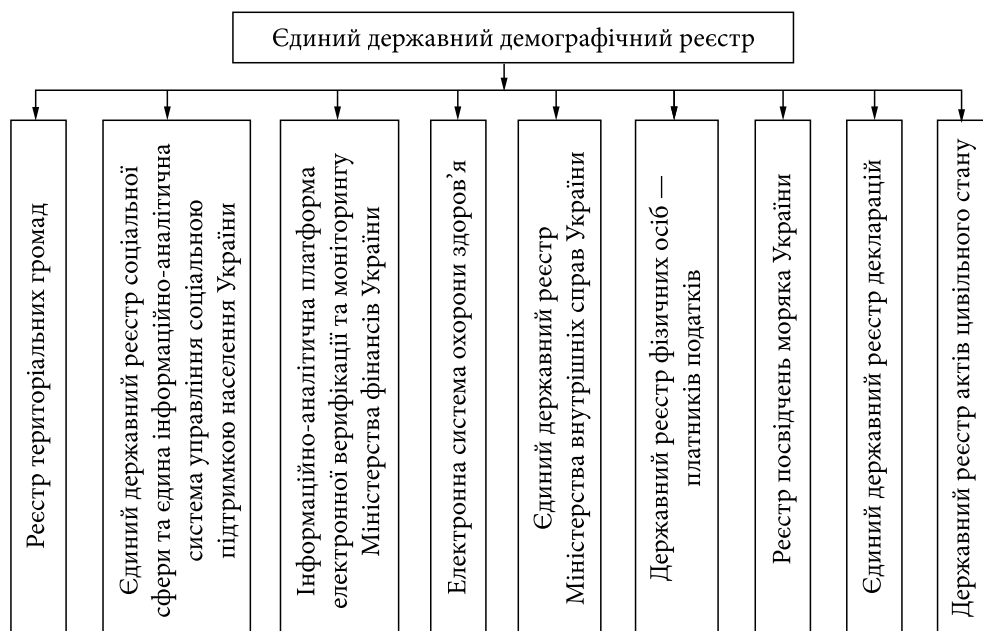 Єдиний державний демографічний реєстр
Реєстр територіальних громад
Єдиний державний реєстр соціальної
сфери та єдина інформаційно-аналітична
система управління соціальною
підтримкою населення України
Інформаційно-аналітична платформа
електронної верифікації та моніторингу
Міністерства фінансів України
Електронна система охорони здоров’я
Єдиний державний реєстр
Міністерства внутрішніх справ України
Державний реєстр фізичних осіб —
платників податків
Реєстр посвідчень моряка України
Єдиний державний реєстр декларацій
Державний реєстр актів цивільного стану